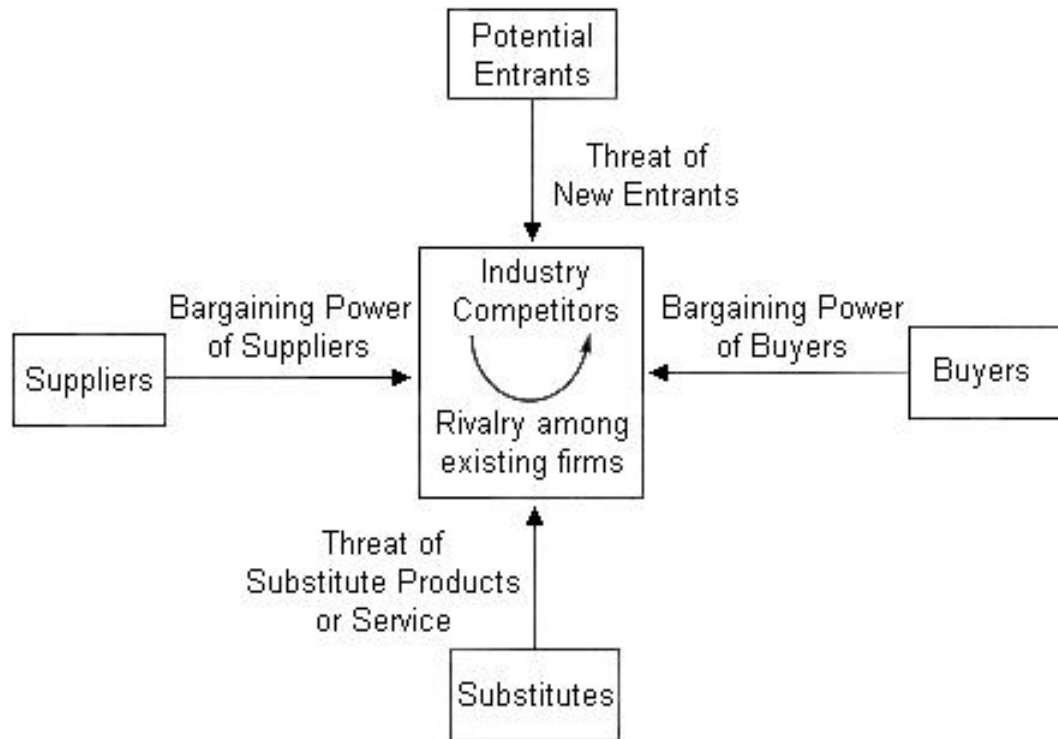 Potential
Entrants
Threat of
New Entrants
Industry
Competitors
Rivalry among
existing firms
Bargaining Power
of Suppliers
Suppliers
Bargaining Power
of Buyers
Buyers
Threat of
Substitute Products
or Service
Substitutes